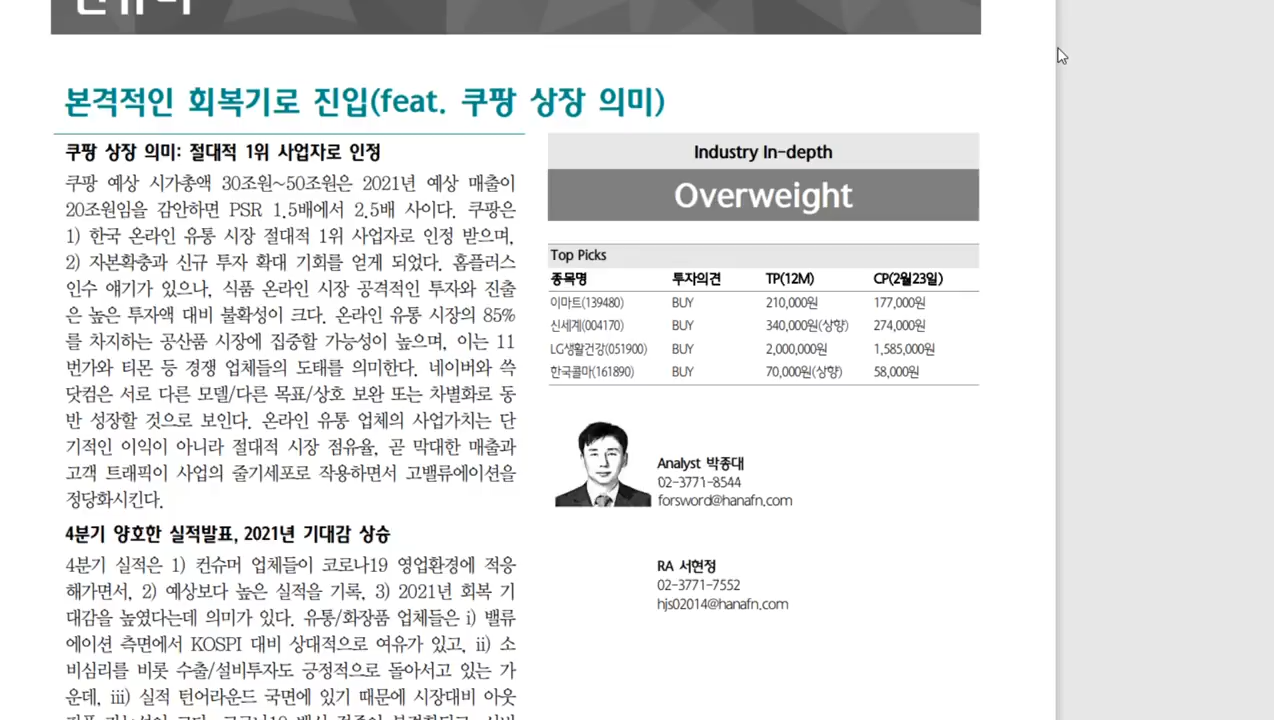 본격적인 회복기로 진입(feat. 쿠팡 상장 의미)
쿠팡 상장 의미: 절대적 1위 사업자로 인정
쿠팡 예상 시가총액 30조원~50조원은 2021년 예상 매출이
20조원임을 감안하면 PSR 1.5배에서 2.5배 사이다. 쿠팡은
1) 한국 온라인 유통 시장 절대적 1위 사업자로 인정 받으며,
2) 자본확충과 신규 투자 확대 기회를 얻게 되었다. 홈플러스
인수 얘기가 있으나, 식품 온라인 시장 공격적인 투자와 진출
은 높은 투자액 대비 불확성이 크다. 온라인 유통 시장의 85%
를 차지하는 공산품 시장에 집중할 가능성이 높으며, 이는 11
번가와 티몬 등 경쟁 업체들의 도태를 의미한다. 네이버와 쓱
닷컴은 서로 다른 모델/다른 목표/상호 보완 또는 차별화로 동
반 성장할 것으로 보인다. 온라인 유통 업체의 사업가치는 단
기적인 이익이 아니라 절대적 시장 점유율, 곧 막대한 매출과
고객 트래픽이 사업의 줄기세포로 작용하면서 고밸류에이션을
정당화시킨다.
4분기 양호한 실적발표, 2021년 기대감 상승
4분기 실적은 1) 컨슈머 업체들이 코로나19 영업환경에 적응
해가면서, 2) 예상보다 높은 실적을 기록, 3) 2021년 회복 기
대감을 높였다는데 의미가 있다. 유통/화장품 업체들은 i) 밸류
에이션 측면에서 KOSPI 대비 상대적으로 여유가 있고, ii) 소
비심리를 비롯 수출/설비투자도 긍정적으로 돌아서고 있는 가
운데, iii) 실적 턴어라운드 국면에 있기 때문에 시장대비 아웃
Industry In-depth
Overweight
Top Picks
종목명 투자의견 TP(12M) CP(2월23일)
이마트(139480) BUY 210,000원 177,000원
신세계(004170) BUY 340,000원(상향) 274,000원
LG생활건강(051900) BUY 2,000,000원 1,585,000원
한국콜마(161890) BUY 70,000원(상향) 58,000원
Analyst 박종대
02-3771-8544
forsword@hanafn.com
RA 서현정
02-3771-7552
hjs02014@hanafn.com